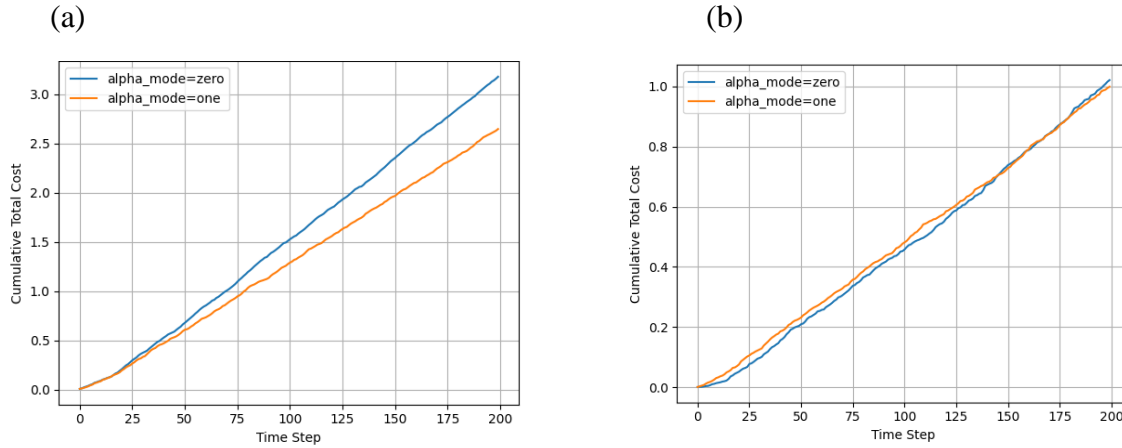 (a)
alpha_mode=zero
alpha_mode=one
Cumulative Total Cost
3.0
2.5
2.0
1.5
1.0
0.5
0.0
0 25 50 75 100 125 150 175 200
Time Step
(b)
alpha_mode=zero
alpha_mode=one
Cumulative Total Cost
1.0
0.8
0.6
0.4
0.2
0.0
0 25 50 75 100 125 150 175 200
Time Step